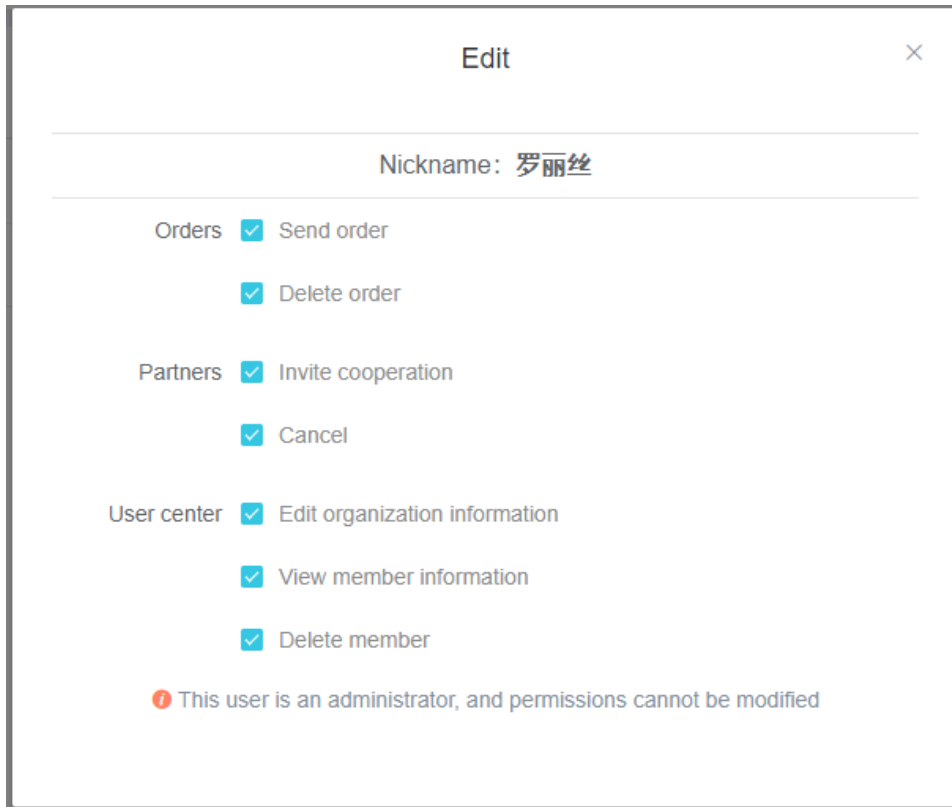 Edit
Nickname：罗丽丝
Orders Send order
Delete order
Partners Invite cooperation
Cancel
User center Edit organization information
View member information
Delete member
This user is an administrator, and permissions cannot be modified